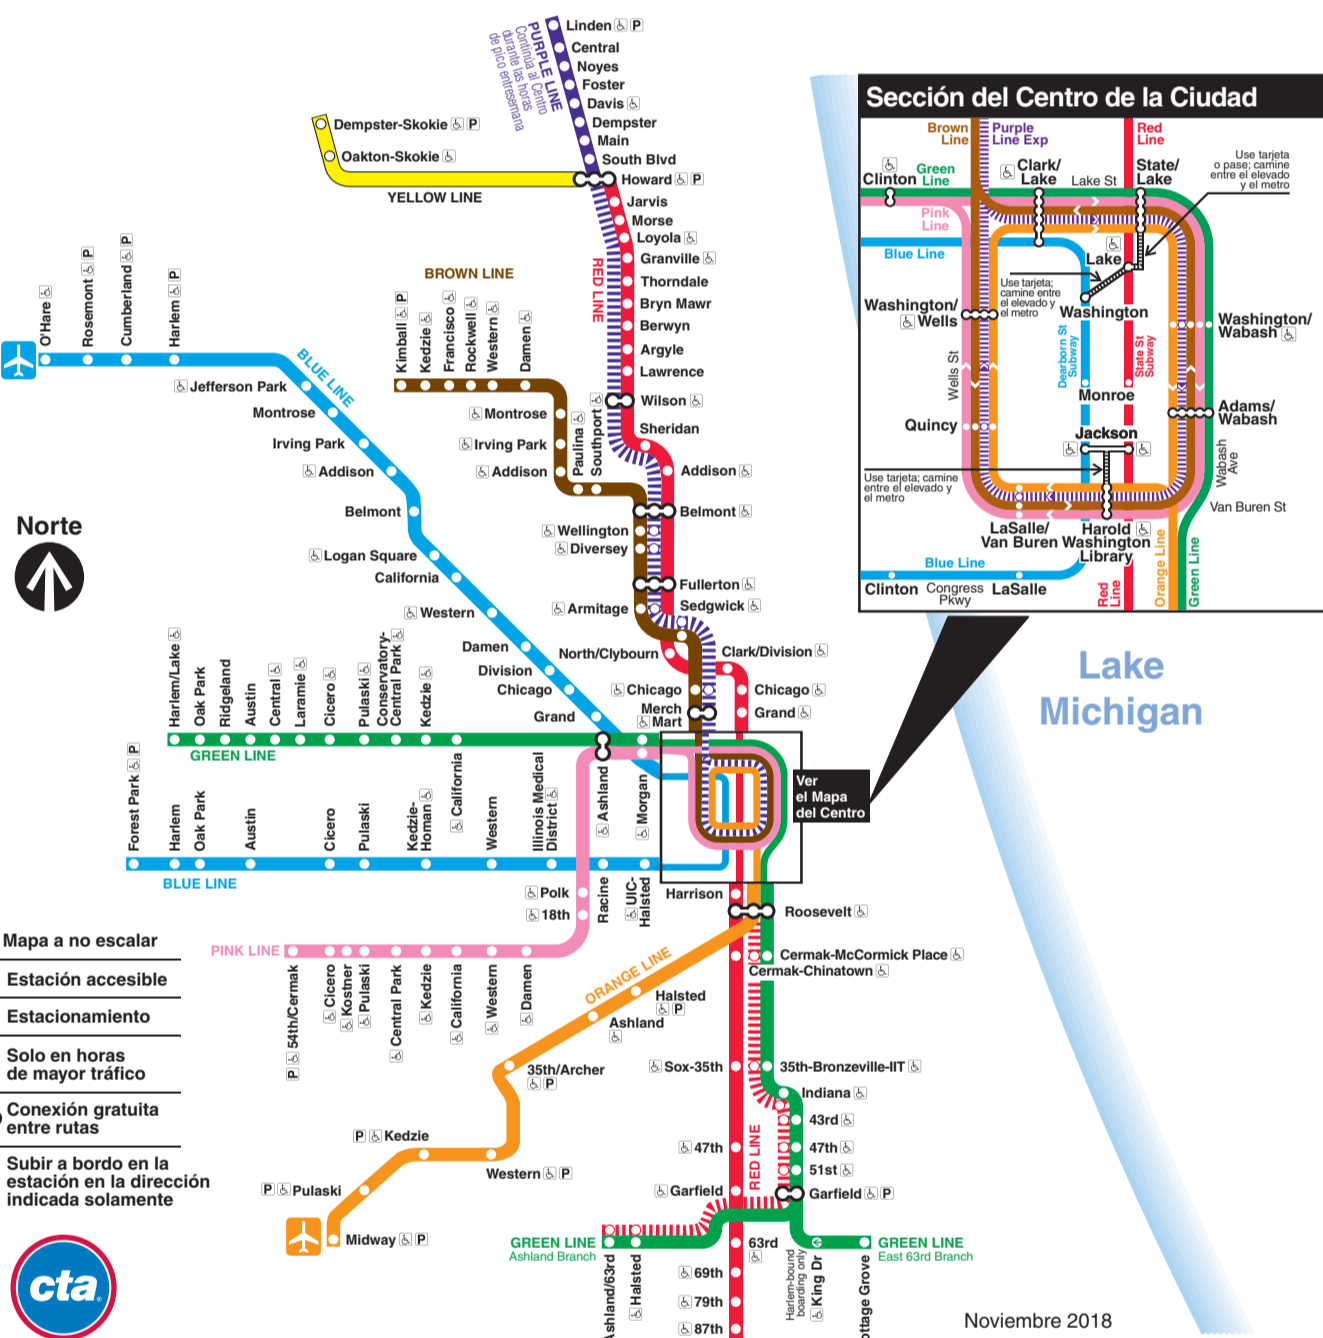 Linden P
Central
Noyes
Foster
Davis
Dempster
Main
South Blvd
Howard P
PURPLE LINE
Continúa al Centro
durante las horas
de pico entresemana
Dempster-Skokie P
Oakton-Skokie
YELLOW LINE
Jarvis
Morse
Loyola
Granville
Thorndale
Bryn Mawr
Berwyn
Argyle
Lawrence
Wilson
Sheridan
Addison
Belmont
Fullerton
RED LINE
BROWN LINE
Kimball P
Kedzie
Francisco
Rockwell
Western
Damen
Montrose
Irving Park
Addison
Paulina
Southport
Wellington
Diversey
Armitage
Sedgwick
North/Clybourn
Clark/Division
Chicago
Chicago
Merch
Mart
Grand
O'Hare
Rosemont P
Cumberland P
Harlem P
BLUE LINE
Jefferson Park
Montrose
Irving Park
Addison
Belmont
Logan Square
California
Western
Damen
Division
Chicago
Grand
Norte
Harlem/Lake
Oak Park
Ridgeland
Austin
Central
Laramie
Cicero
Pulaski
Conservatory-
Central Park
Kedzie
California
Ashland
Morgan
GREEN LINE
Forest Park P
Harlem
Oak Park
Austin
Cicero
Pulaski
Kedzie-
Homan
Western
Illinois Medical
District
Racine
UIC-
Halsted
BLUE LINE
Polk
18th
PINK LINE
P 54th/Cermak
Cicero
Kostner
Pulaski
Central Park
Kedzie
California
Western
Damen
Ver
el Mapa
del Centro
Harrison
Roosevelt
Cermak-McCormick Place
Cermak-Chinatown
ORANGE LINE
Halsted
P
Ashland
35th/Archer
P
P Kedzie
Western P
P Pulaski
Midway P
Sox-35th
35th-Bronzeville-IIT
Indiana
43rd
47th
47th
51st
RED LINE
Garfield
Garfield P
GREEN LINE
Ashland Branch
Ashland/63rd
Halsted
63rd
69th
79th
87th
Harlem-bound
boarding only
King Dr
GREEN LINE
East 63rd Branch
Mapa a no escalar
Estación accesible
Estacionamiento
Solo en horas
de mayor tráfico
Conexión gratuita
entre rutas
Subir a bordo en la
estación en la dirección
indicada solamente
cta
Sección del Centro de la Ciudad
Brown
Line
Purple
Line Exp
Red
Line
Use tarjeta
o pase; camine
entre el elevado
y el metro
Clinton
Green
Line
Clark/
Lake
Lake St
State/
Lake
Pink
Line
Blue Line
Lake
Use tarjeta;
camine entre
el elevado y
el metro
Washington
Washington/
Wells
Washington/
Wabash
Wells St
Dearborn St
Subway
State St
Subway
Monroe
Quincy
Adams/
Wabash
Jackson
Wabash
Ave
Use tarjeta; camine
entre el elevado y
el metro
Van Buren St
LaSalle/
Van Buren
Harold
Washington
Library
Blue Line
Clinton
Congress
Pkwy
LaSalle
Red
Line
Orange Line
Green Line
Lake
Michigan
Noviembre 2018